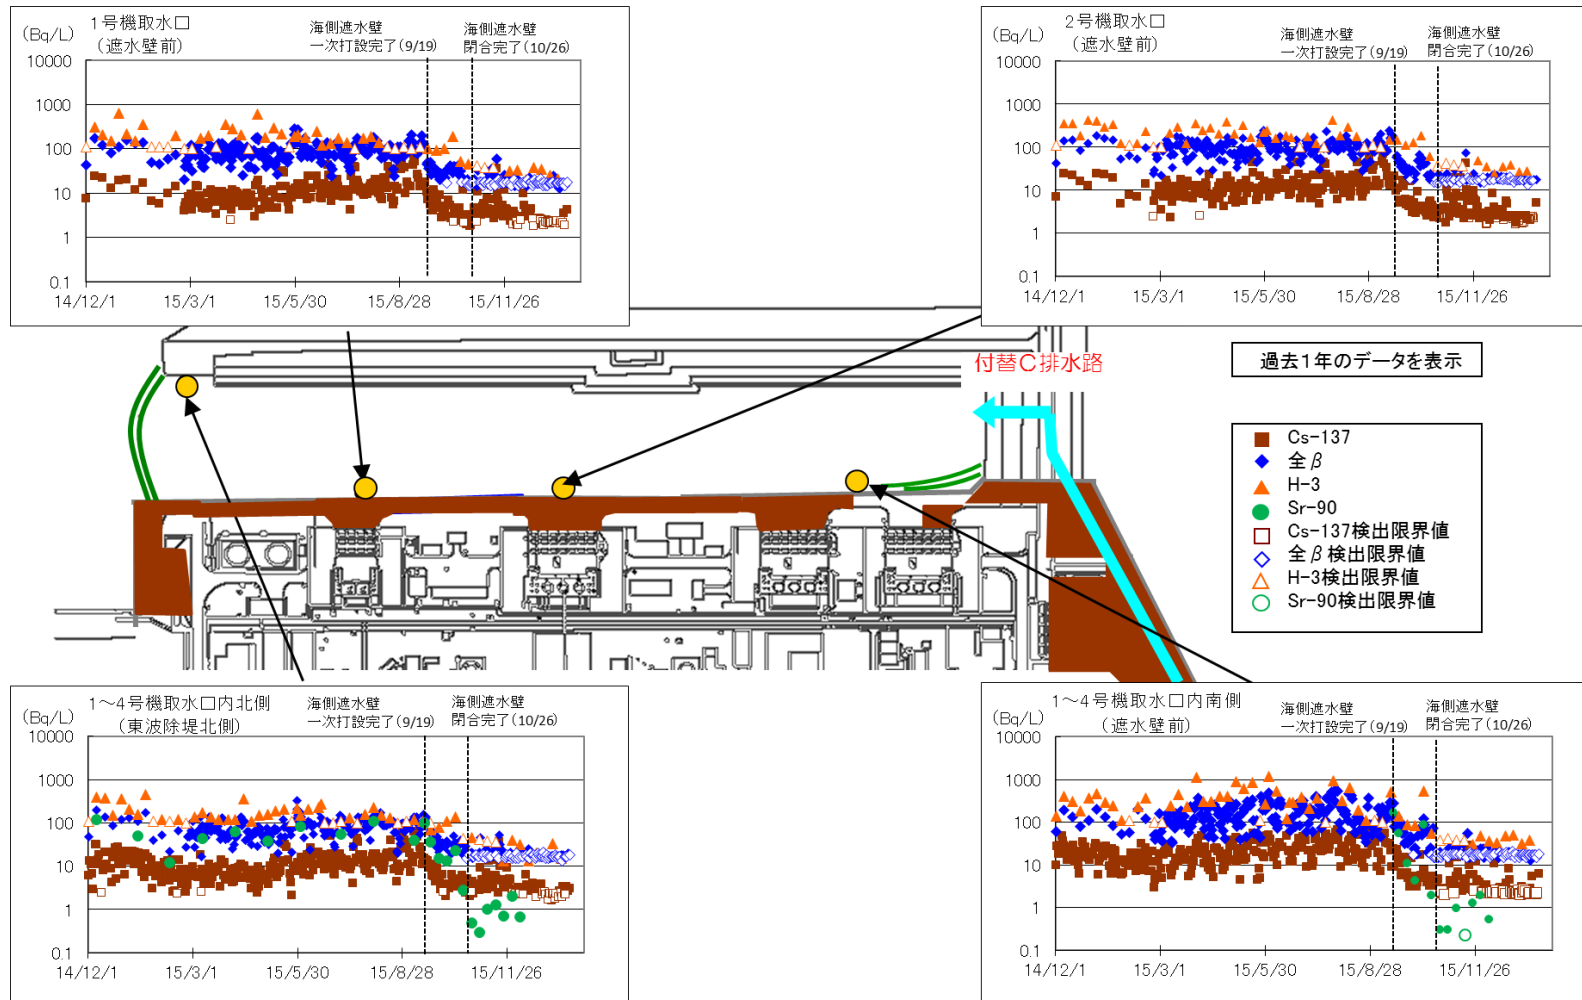 (Bq/L)
1号機取水口
(遮水壁前)
海側遮水壁
一次打設完了(9/19)
海側遮水壁
閉合完了(10/26)
10000
1000
100
10
1
0.1
14/12/1 15/3/1 15/5/30 15/8/28 15/11/26
(Bq/L)
2号機取水口
(遮水壁前)
海側遮水壁
一次打設完了(9/19)
海側遮水壁
閉合完了(10/26)
10000
1000
100
10
1
0.1
14/12/1 15/3/1 15/5/30 15/8/28 15/11/26
付替C排水路
過去1年のデータを表示
Cs-137
全β
H-3
Sr-90
Cs-137検出限界値
全β検出限界値
H-3検出限界値
Sr-90検出限界値
(Bq/L)
1~4号機取水口内北側
(東波除堤北側)
海側遮水壁
一次打設完了(9/19)
海側遮水壁
閉合完了(10/26)
10000
1000
100
10
1
0.1
14/12/1 15/3/1 15/5/30 15/8/28 15/11/26
(Bq/L)
1~4号機取水口内南側
(遮水壁前)
海側遮水壁
一次打設完了(9/19)
海側遮水壁
閉合完了(10/26)
10000
1000
100
10
1
0.1
14/12/1 15/3/1 15/5/30 15/8/28 15/11/26